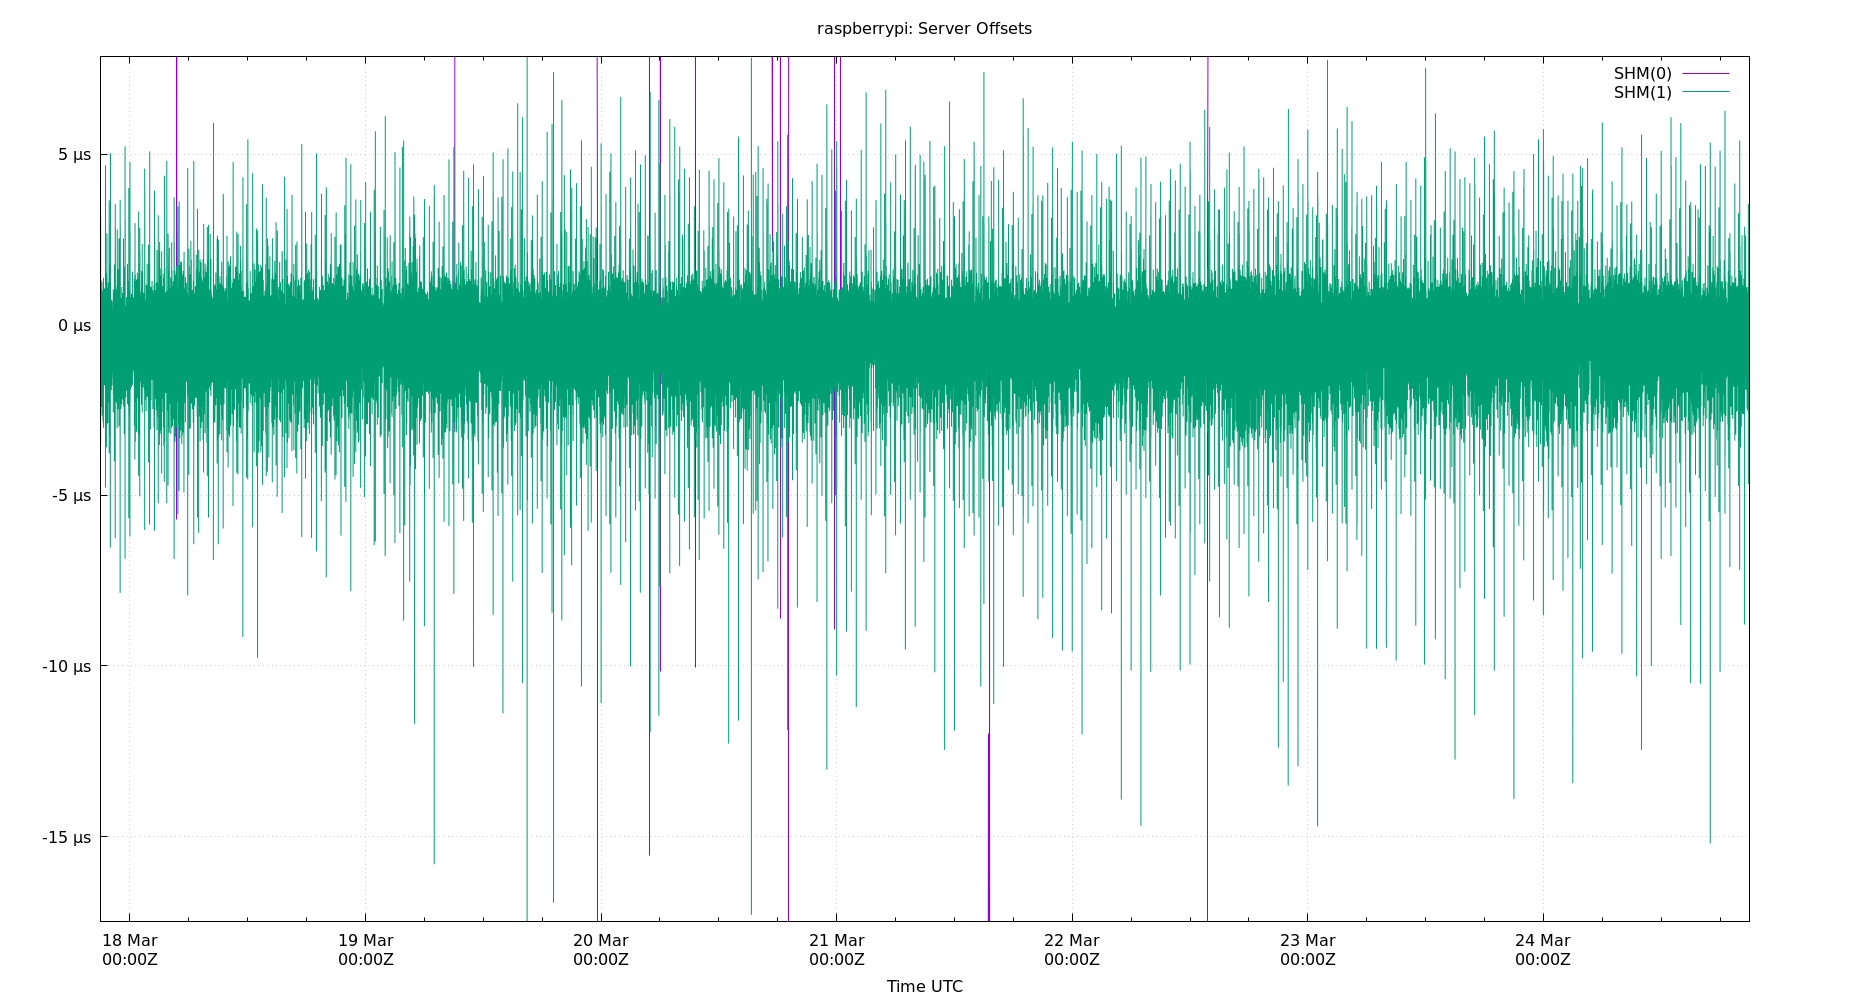 raspberrypi: Server Offsets
SHM(0)
SHM(1)
5 µs
0 µs
-5 µs
-10 µs
-15 µs
18 Mar 19 Mar 20 Mar 21 Mar 22 Mar 23 Mar 24 Mar
00:00Z 00:00Z 00:00Z 00:00Z 00:00Z 00:00Z 00:00Z
Time UTC